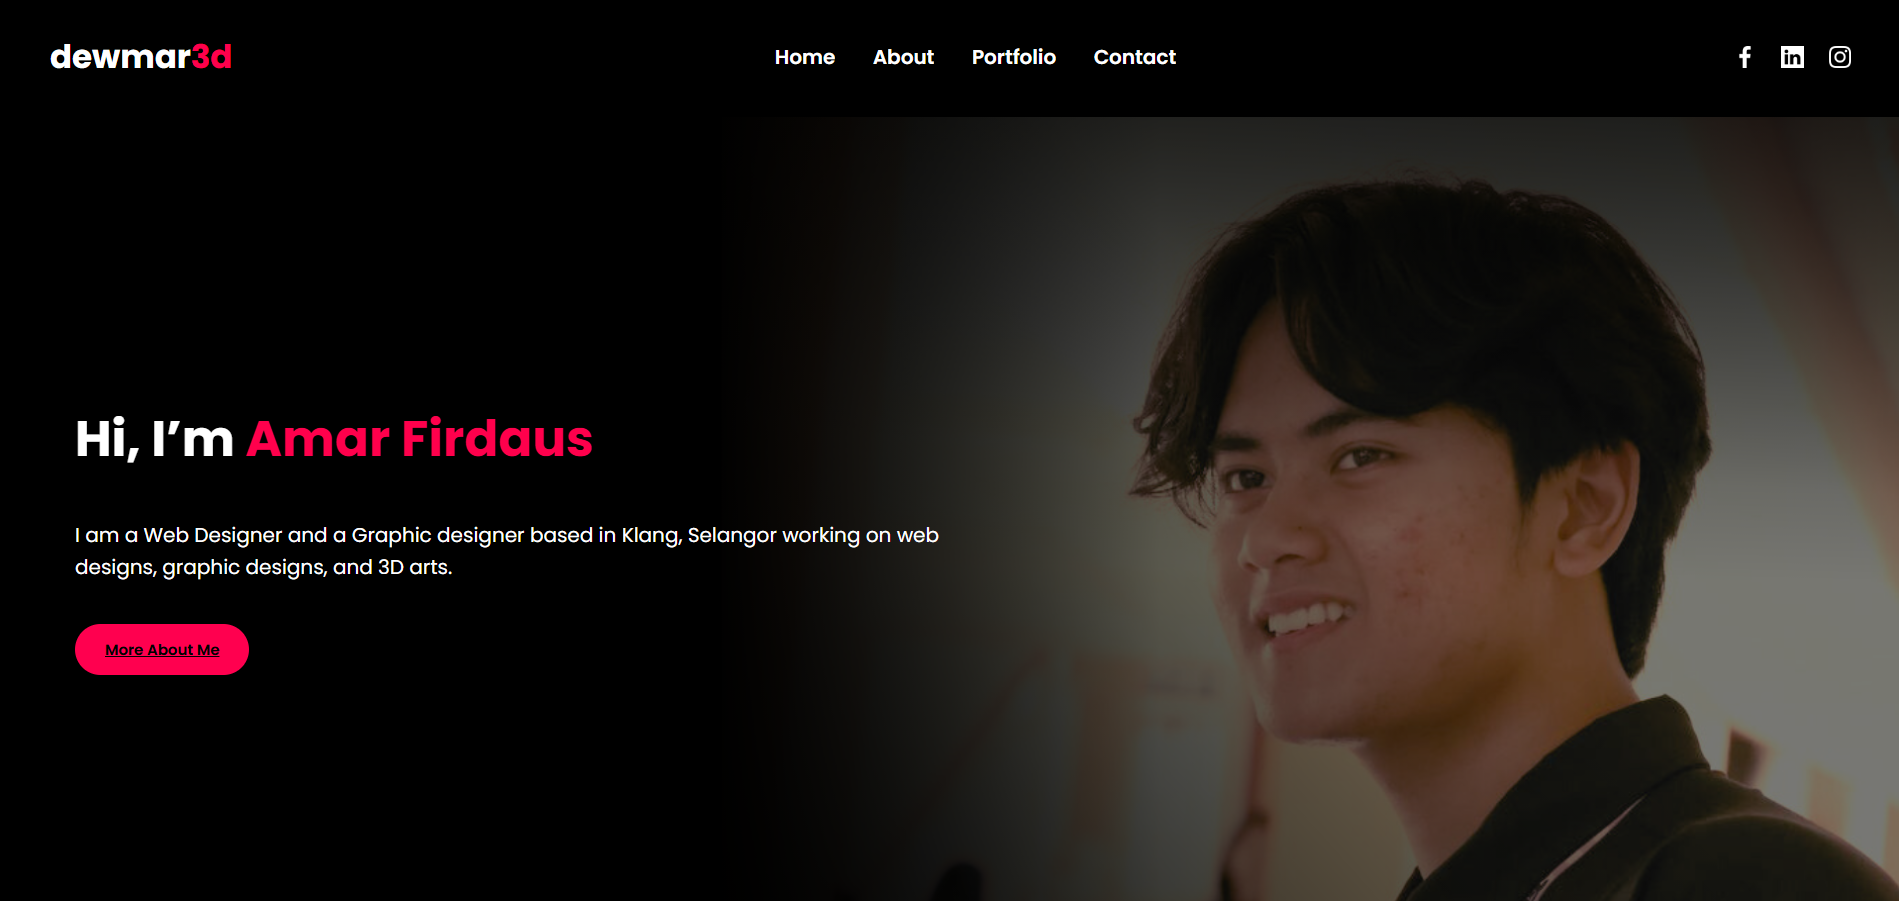 dewmar3d
Home About Portfolio Contact
Hi, I’m Amar Firdaus
I am a Web Designer and a Graphic designer based in Klang, Selangor working on web
designs, graphic designs, and 3D arts.
More About Me